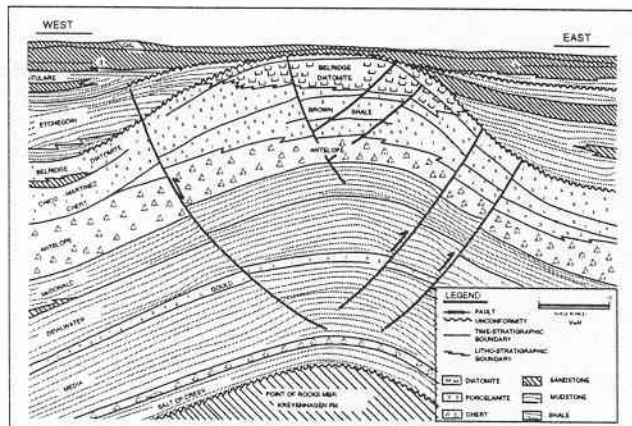 WEST
EAST
TULARE
ETCHEGOIN
BELRIDGE
DIATOMITE
BROWN SHALE
ANTELOPE
BELRIDGE DIATOMITE
CHICO MARTINEZ
CHERT
ANTELOPE
McDONALD
DEVILWATER
GOULD
MEDIA
SALT CREEK
POINT OF ROCKS MBR
KREYENHAGEN FM
LEGEND
FAULT
UNCONFORMITY
TIME-STRATIGRAPHIC
BOUNDARY
LITHO-STRATIGRAPHIC
BOUNDARY
DIATOMITE
SANDSTONE
PORCELANITE
MUDSTONE
CHERT
SHALE